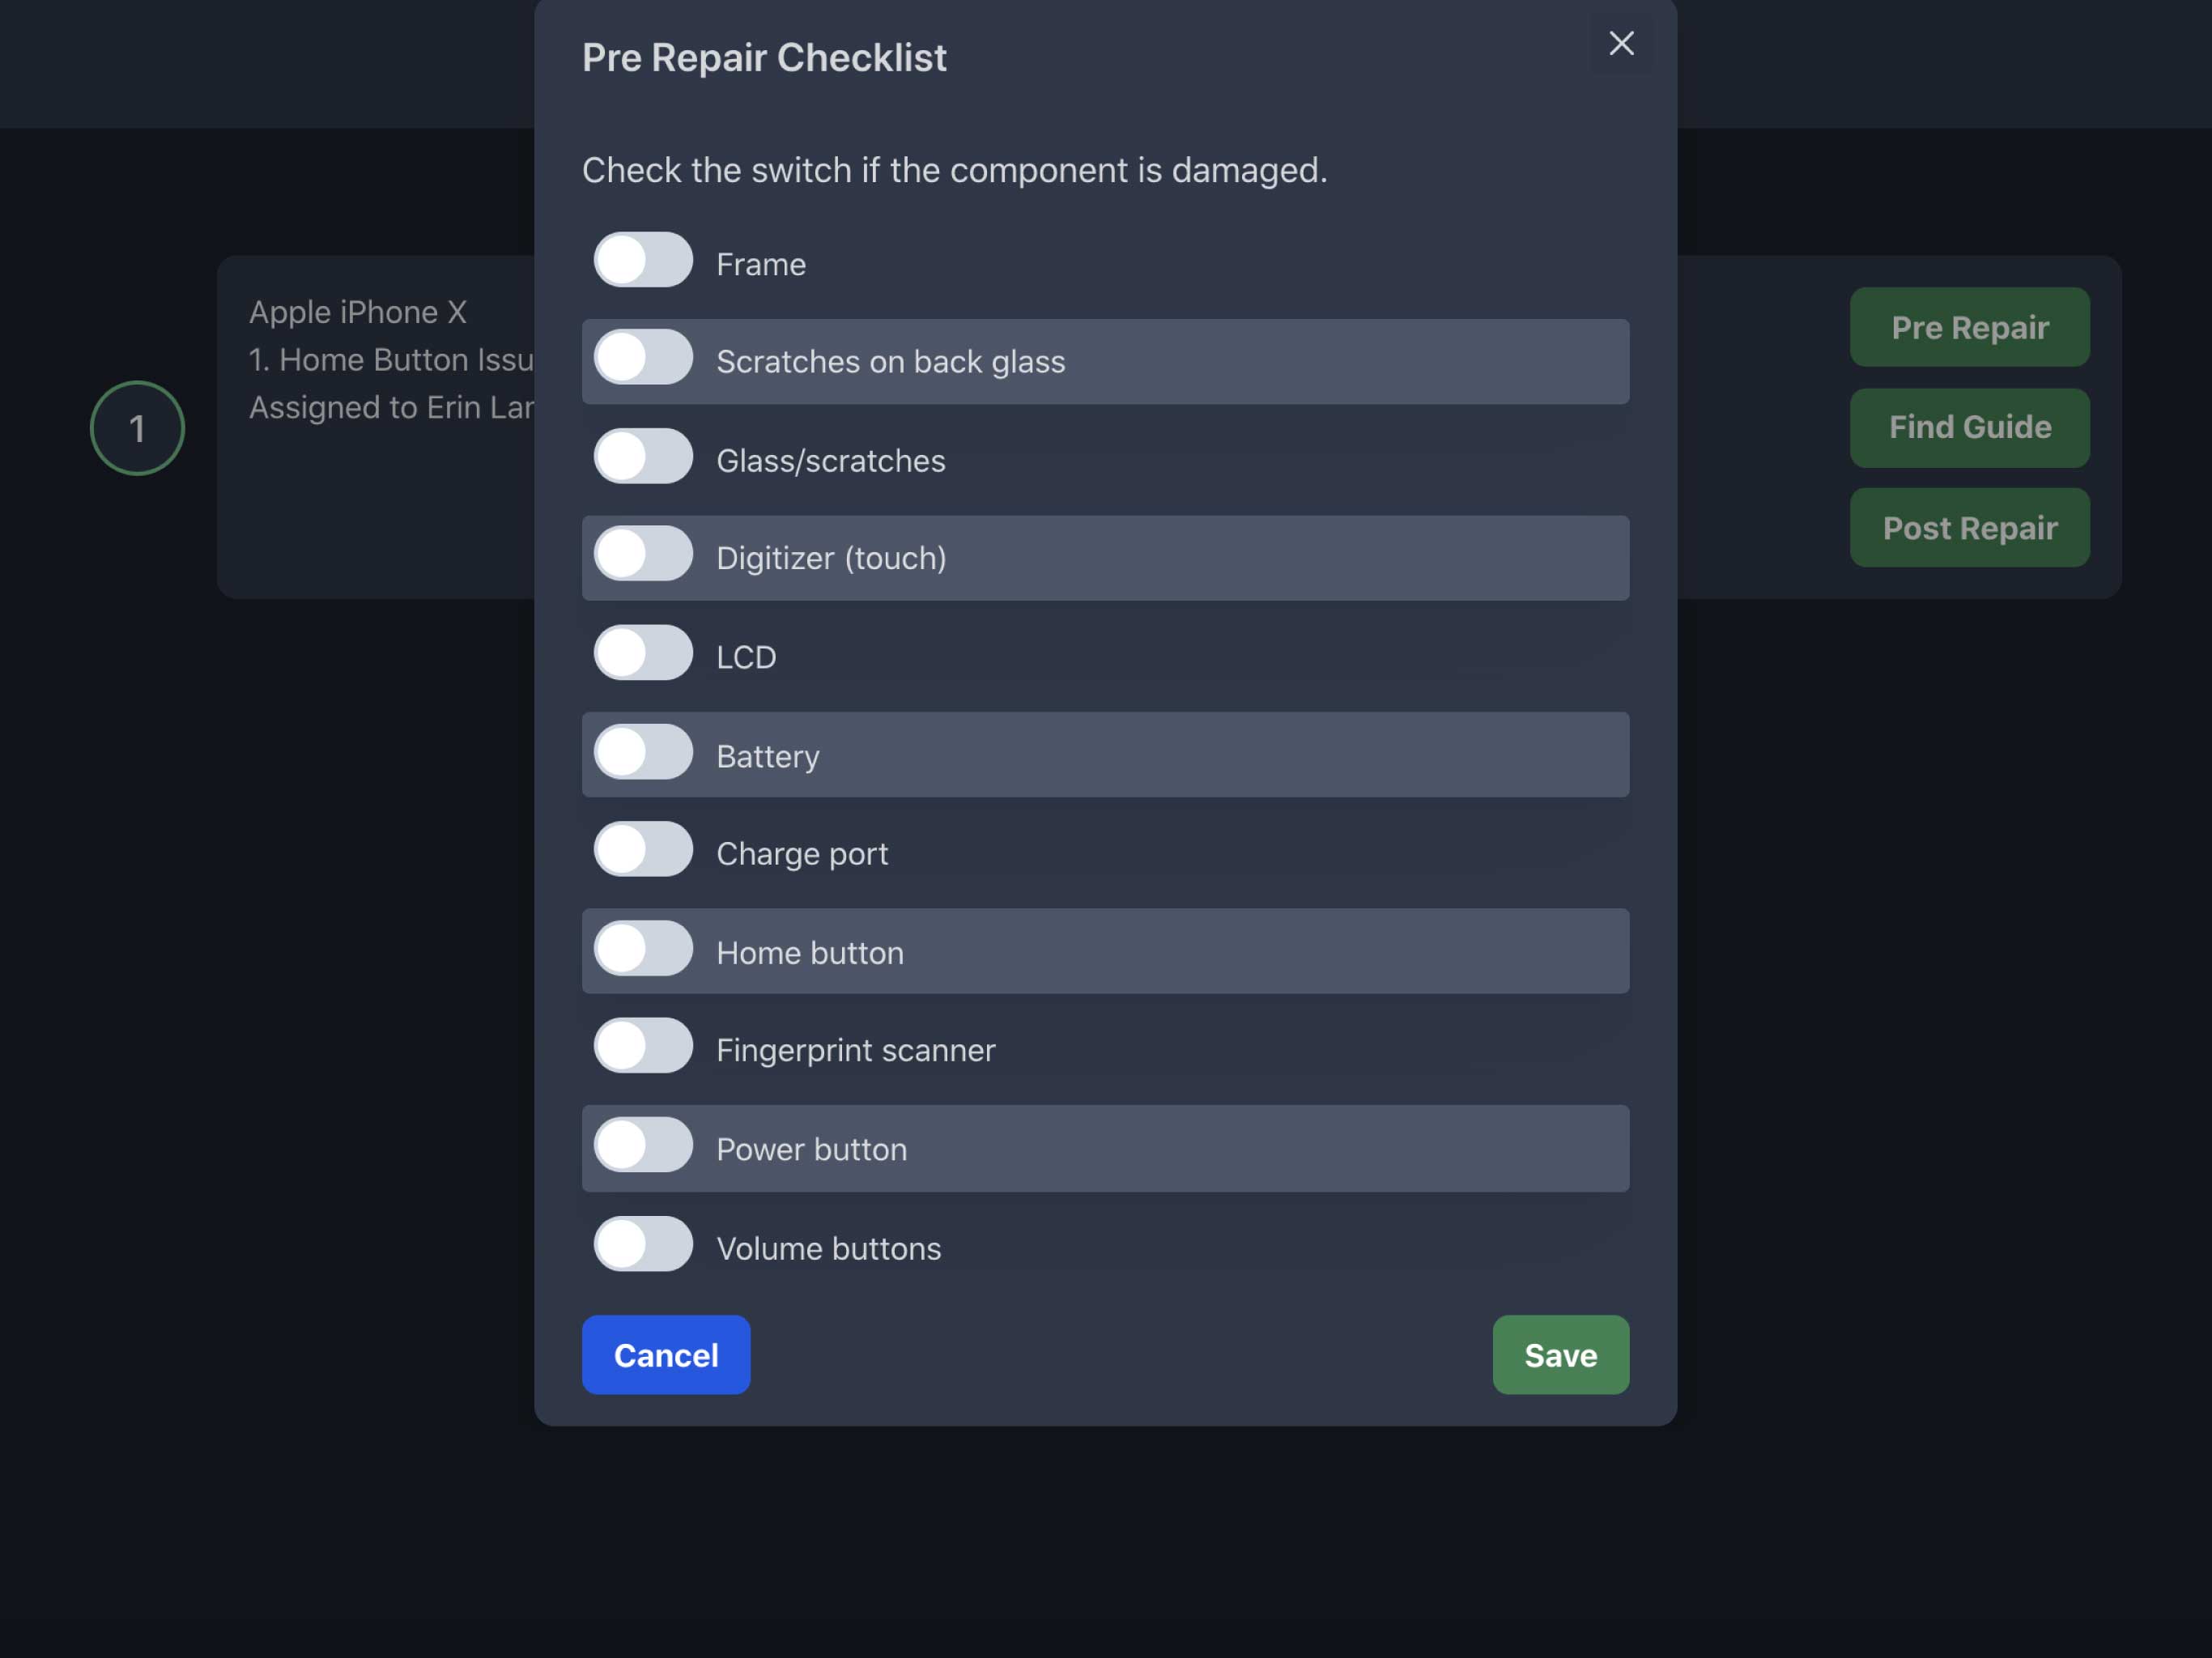 Pre Repair Checklist
Check the switch if the component is damaged.
Frame
Scratches on back glass
Glass/scratches
Digitizer (touch)
LCD
Battery
Charge port
Home button
Fingerprint scanner
Power button
Volume buttons
Cancel
Save
1
Apple iPhone X
1. Home Button Issu
Assigned to Erin Lar
Pre Repair
Find Guide
Post Repair